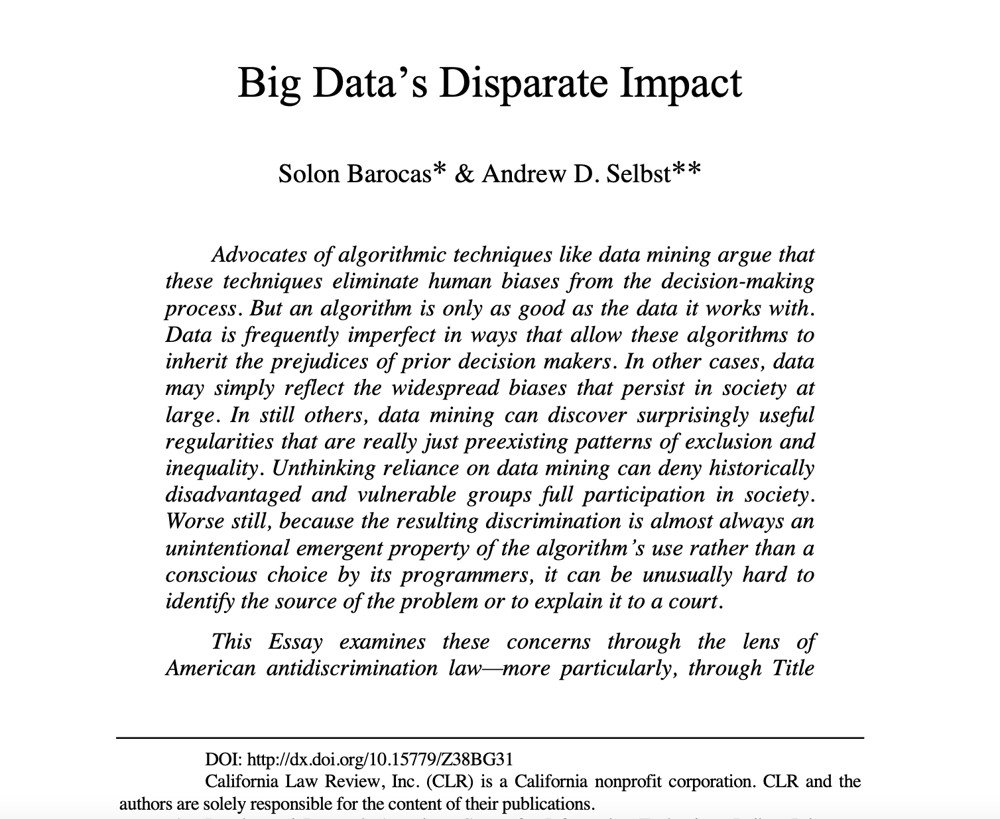 Big Data’s Disparate Impact
Solon Barocas* & Andrew D. Selbst**
Advocates of algorithmic techniques like data mining argue that
these techniques eliminate human biases from the decision-making
process. But an algorithm is only as good as the data it works with.
Data is frequently imperfect in ways that allow these algorithms to
inherit the prejudices of prior decision makers. In other cases, data
may simply reflect the widespread biases that persist in society at
large. In still others, data mining can discover surprisingly useful
regularities that are really just preexisting patterns of exclusion and
inequality. Unthinking reliance on data mining can deny historically
disadvantaged and vulnerable groups full participation in society.
Worse still, because the resulting discrimination is almost always an
unintentional emergent property of the algorithm’s use rather than a
conscious choice by its programmers, it can be unusually hard to
identify the source of the problem or to explain it to a court.
This Essay examines these concerns through the lens of
American antidiscrimination law—more particularly, through Title
DOI: http://dx.doi.org/10.15779/Z38BG31
California Law Review, Inc. (CLR) is a California nonprofit corporation. CLR and the
authors are solely responsible for the content of their publications.